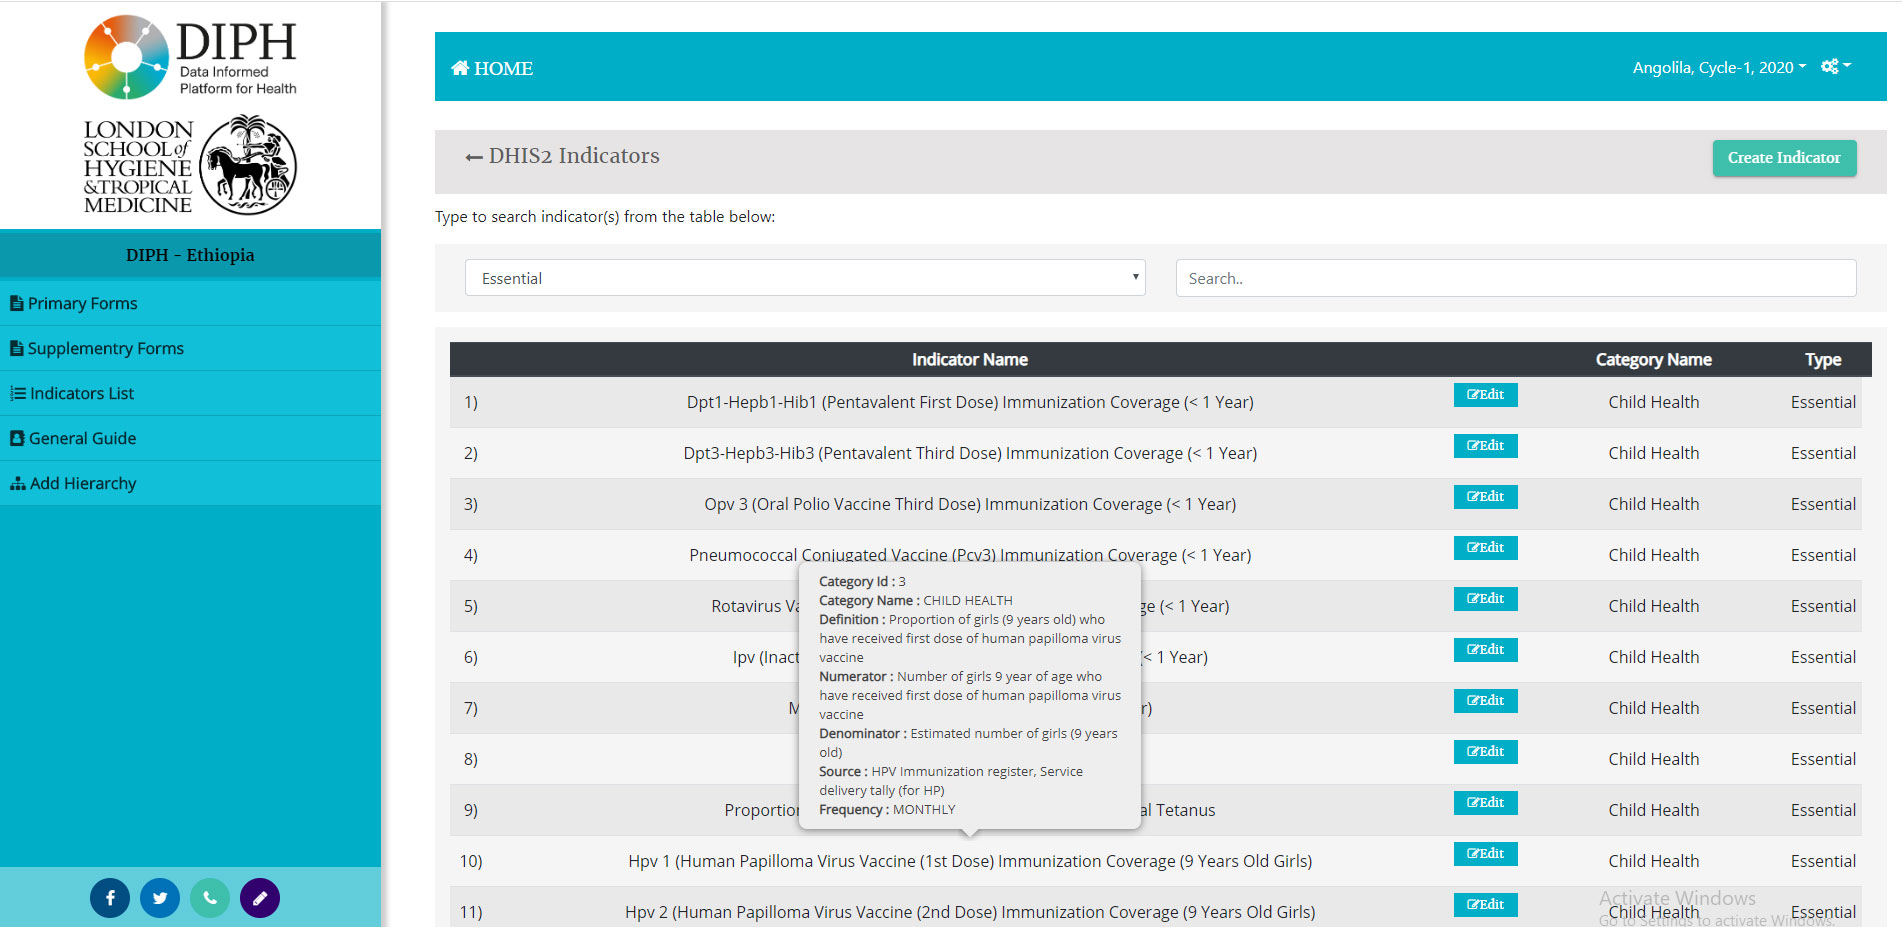 DIPH
Data Informed
Platform for Health
LONDON
SCHOOL of
HYGIENE
& TROPICAL
MEDICINE
DIPH - Ethiopia
Primary Forms
Supplementry Forms
Indicators List
General Guide
Add Hierarchy
HOME
Angolila, Cycle-1, 2020
DHIS2 Indicators
Create Indicator
Type to search indicator(s) from the table below:
Essential
Search..
Indicator Name Category Name Type
1) Dpt1-Hepb1-Hib1 (Pentavalent First Dose) Immunization Coverage (< 1 Year) Edit Child Health Essential
2) Dpt3-Hepb3-Hib3 (Pentavalent Third Dose) Immunization Coverage (< 1 Year) Edit Child Health Essential
3) Opv 3 (Oral Polio Vaccine Third Dose) Immunization Coverage (< 1 Year) Edit Child Health Essential
4) Pneumococcal Conjugated Vaccine (Pcv3) Immunization Coverage (< 1 Year) Edit Child Health Essential
5) Rotavirus (< 1 Year) Edit Child Health Essential
6) Ipv < 1 Year) Edit Child Health Essential
7) Edit Child Health Essential
8) Edit Child Health Essential
9) Tetanus Edit Child Health Essential
Category Id : 3
Category Name : CHILD HEALTH
Definition : Proportion of girls (9 years old) who
have received first dose of human papilloma virus
vaccine
Numerator : Number of girls 9 year of age who
have received first dose of human papilloma virus
vaccine
Denominator : Estimated number of girls (9 years
old)
Source : HPV Immunization register, Service
delivery tally (for HP)
Frequency : MONTHLY
10) Hpv 1 (Human Papilloma Virus Vaccine (1st Dose) Immunization Coverage (9 Years Old Girls) Edit Child Health Essential
11) Hpv 2 (Human Papilloma Virus Vaccine (2nd Dose) Immunization Coverage (9 Years Old Girls) Edit Child Health Essential
Activate Windows
Go to Settings to activate Windows.